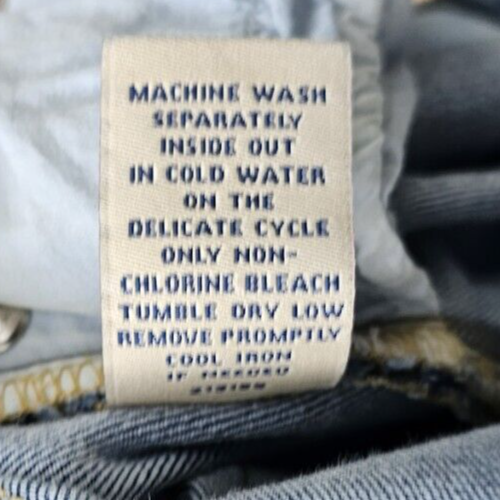 MACHINE WASH
SEPARATELY
INSIDE OUT
IN COLD WATER
ON THE
DELICATE CYCLE
ONLY NON-
CHLORINE BLEACH
TUMBLE DRY LOW
REMOVE PROMPTLY
COOL IRON
IF NEEDED